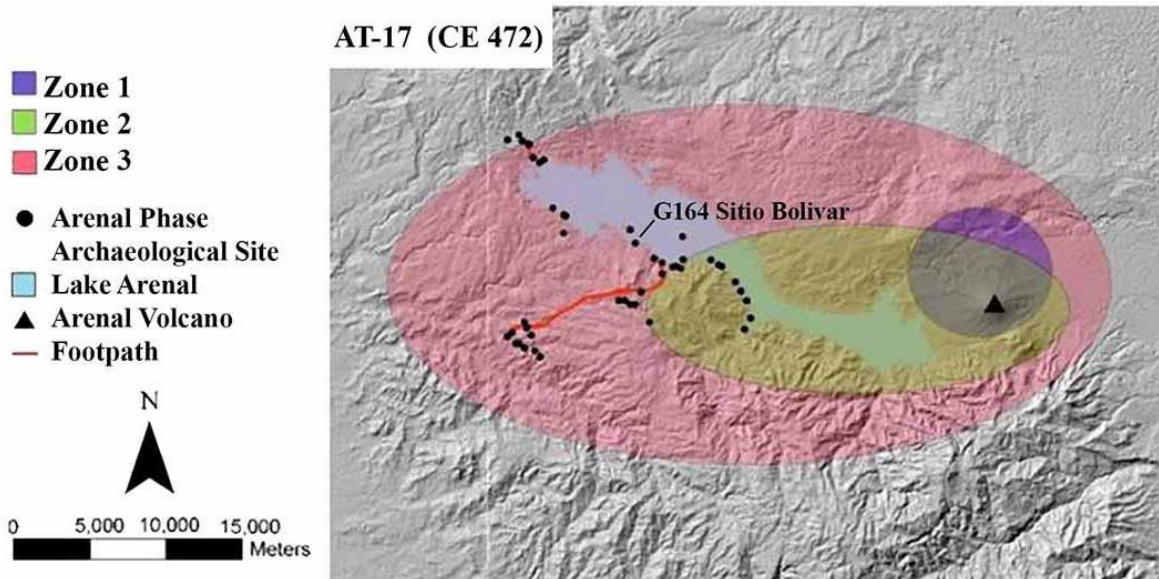 AT-17 (CE 472)
Zone 1
Zone 2
Zone 3
Arenal Phase
Archaeological Site
Lake Arenal
Arenal Volcano
Footpath
G164 Sitio Bolivar
N
0 5,000 10,000 15,000
Meters